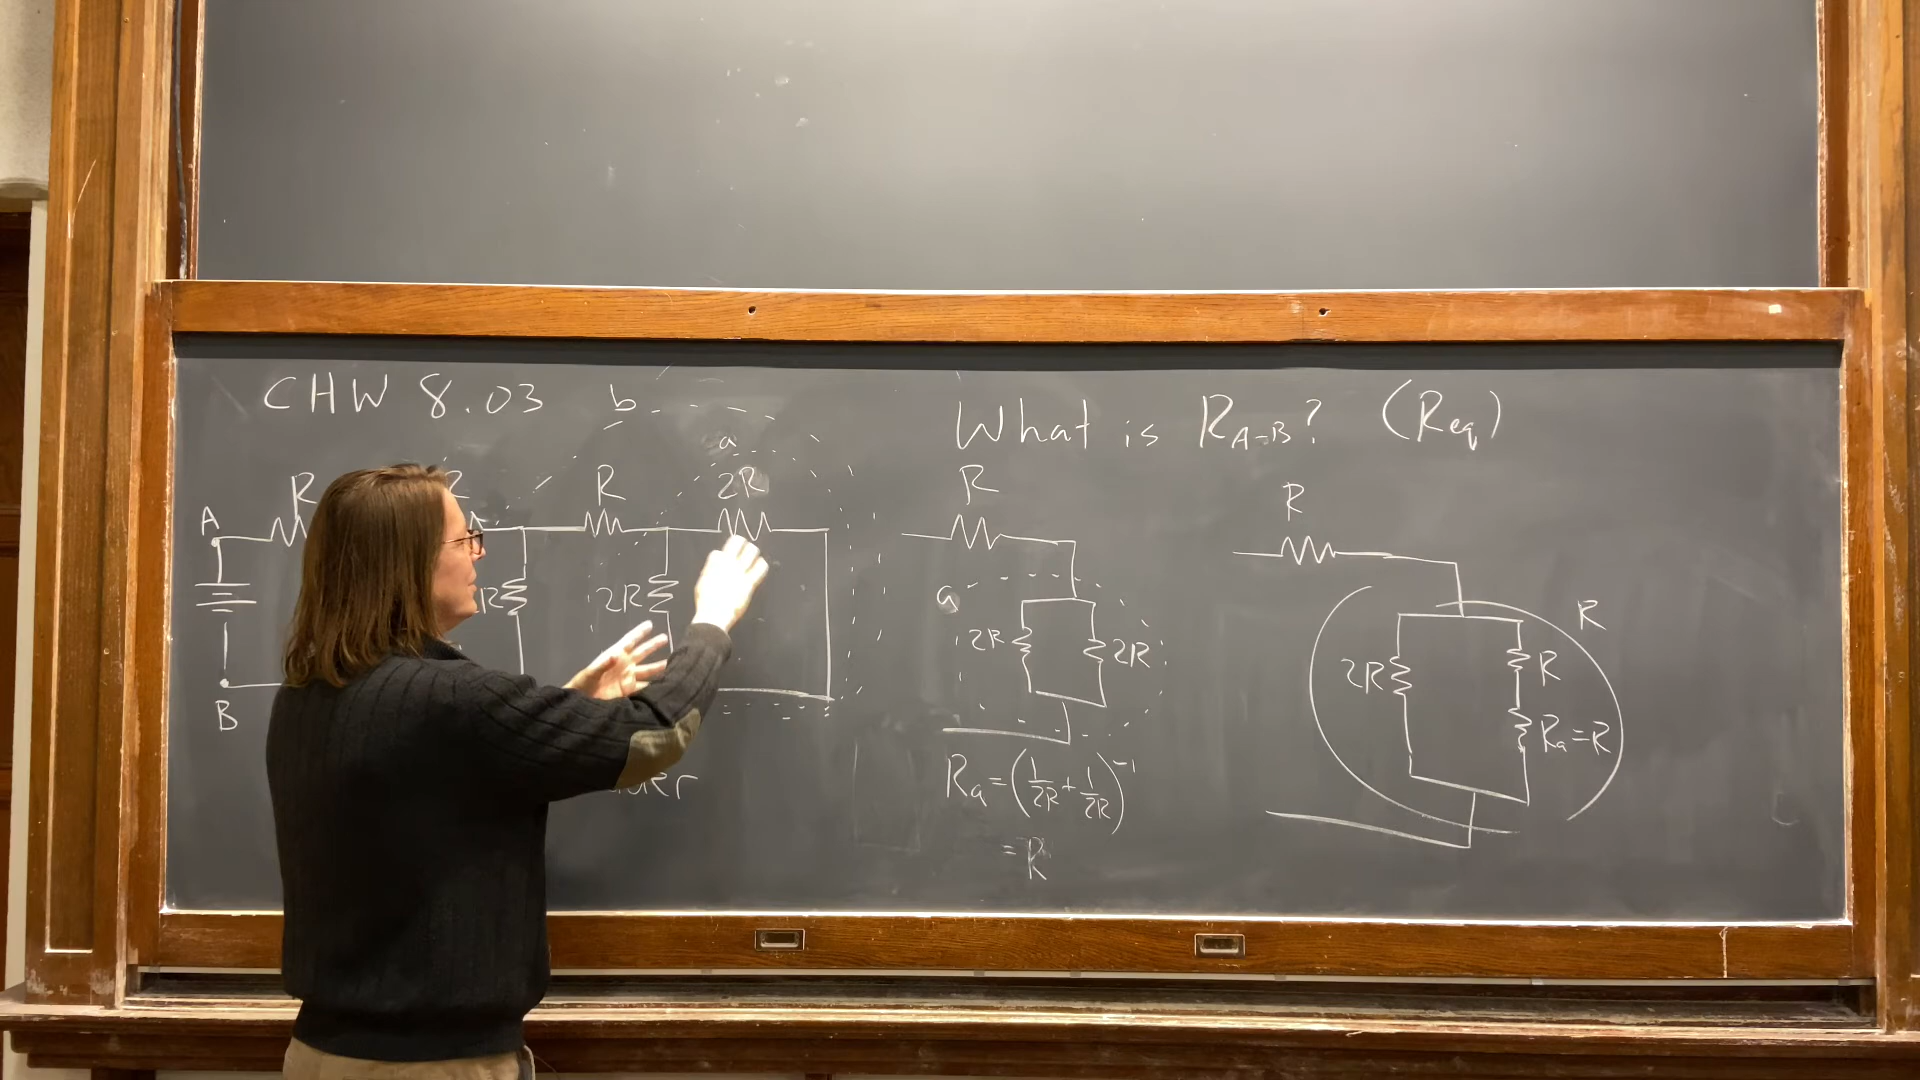 CHW 8.03
b
a
What is R_A-B? (Req)
A
R
R
2R
2R
B
R
a
2R
2R
Ra = (1/2R + 1/2R)^-1
= R
R
R
2R
R
Ra = R